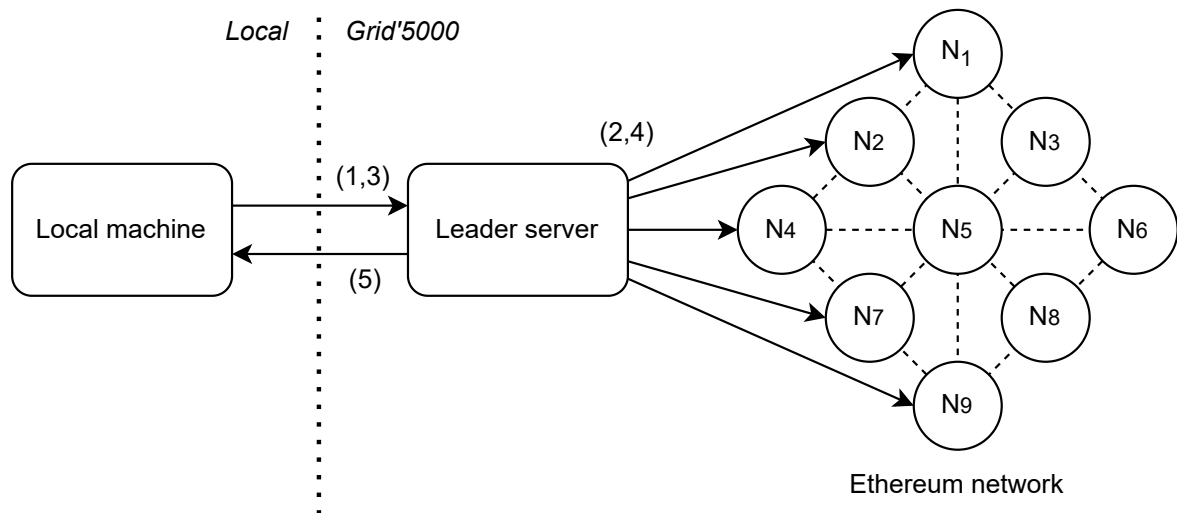 Local
Grid'5000
N1
(2,4)
N2
N3
(1,3)
Local machine
Leader server
N4
N5
N6
(5)
N7
N8
N9
Ethereum network